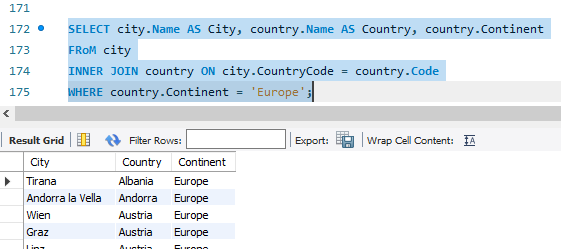 171
172 SELECT city.Name AS City, country.Name AS Country, country.Continent
173 FRoM city
174 INNER JOIN country ON city.CountryCode = country.Code
175 WHERE country.Continent = 'Europe';
Result Grid Filter Rows: Export: Wrap Cell Content:
City Country Continent
Tirana Albania Europe
Andorra la Vella Andorra Europe
Wien Austria Europe
Graz Austria Europe
Linz Austria Europe